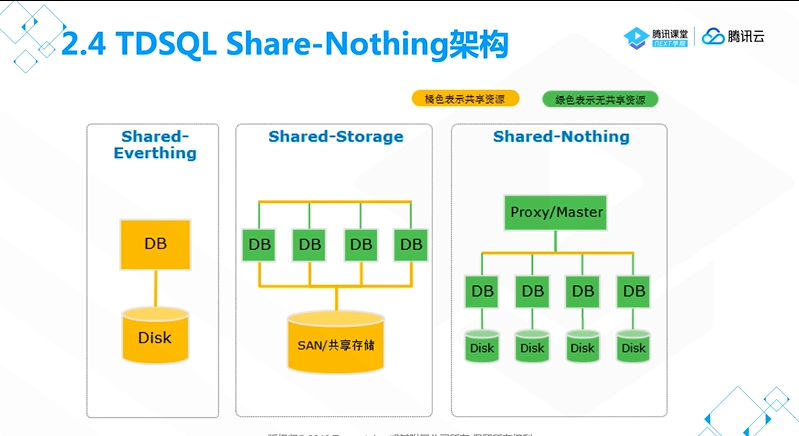 2.4 TDSQL Share-Nothing架构
腾讯课堂
NEXT学院
腾讯云
橘色表示共享资源
绿色表示无共享资源
Shared-
Everthing
DB
Disk
Shared-Storage
DB DB DB DB
SAN/共享存储
Shared-Nothing
Proxy/Master
DB DB DB DB
Disk Disk Disk Disk